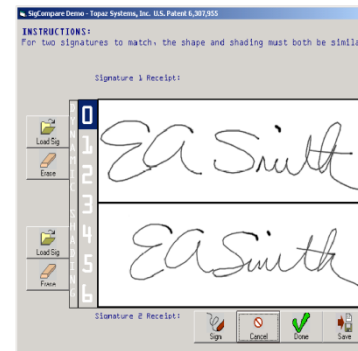 SigCompare Demo - Topaz Systems, Inc. U.S. Patent 6,307,955
INSTRUCTIONS:
For two signatures to match, the shape and shading must both be simila
Signature 1 Receipt:
Load Sig
Erase
DYNAMIC SHADING
0
1
2
3
4
5
6
EA Smith
Load Sig
Erase
EA Smith
Signature 2 Receipt:
Sign
Cancel
Done
Save